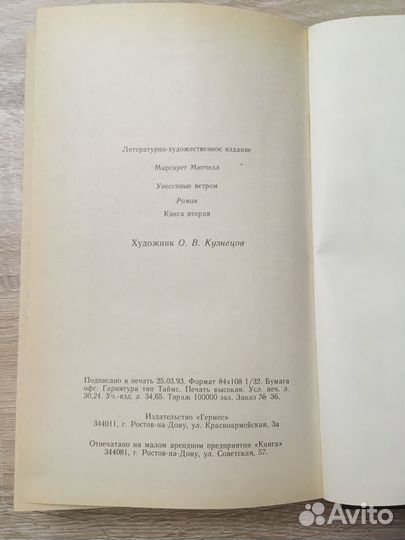 Литературно-художественное издание
Маргарет Митчелл
Унесенные ветром
Роман
Книга вторая
Художник О. В. Кузнецов
Подписано в печать 25.03.93. Формат 84х108 1/32. Бумага
офс. Гарнитура тип Таймс. Печать высокая. Усл. печ. л.
30,24. Уч.-изд. л. 34,65. Тираж 100000 экз. Заказ № 36.
Издательство «Гермес»
344011, г. Ростов-на-Дону, ул. Красноармейская, 3а
Отпечатано на малом арендном предприятия «Книга»
344081, г. Ростов-на-Дону, ул. Советская, 57.
Avito